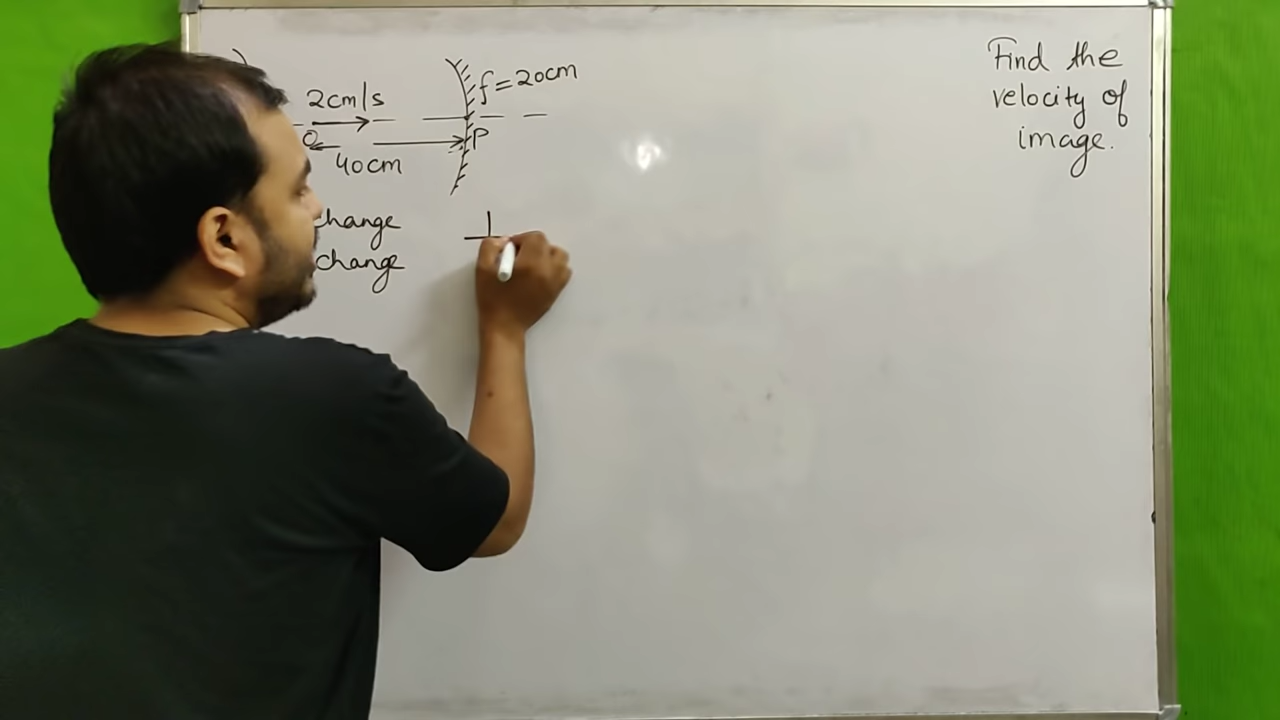 f=20cm
2cm/s
O
P
40cm
change
change
1
Find the
velocity of
image.